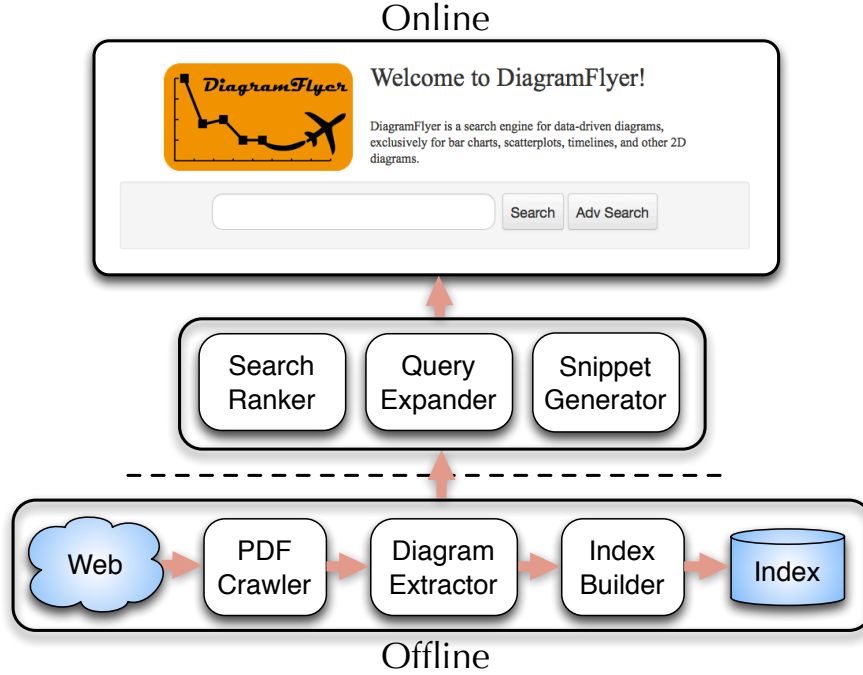 Online
DiagramFlyer
Welcome to DiagramFlyer!
DiagramFlyer is a search engine for data-driven diagrams,
exclusively for bar charts, scatterplots, timelines, and other 2D
diagrams.
Search
Adv Search
Search
Ranker
Query
Expander
Snippet
Generator
Web
PDF
Crawler
Diagram
Extractor
Index
Builder
Index
Offline